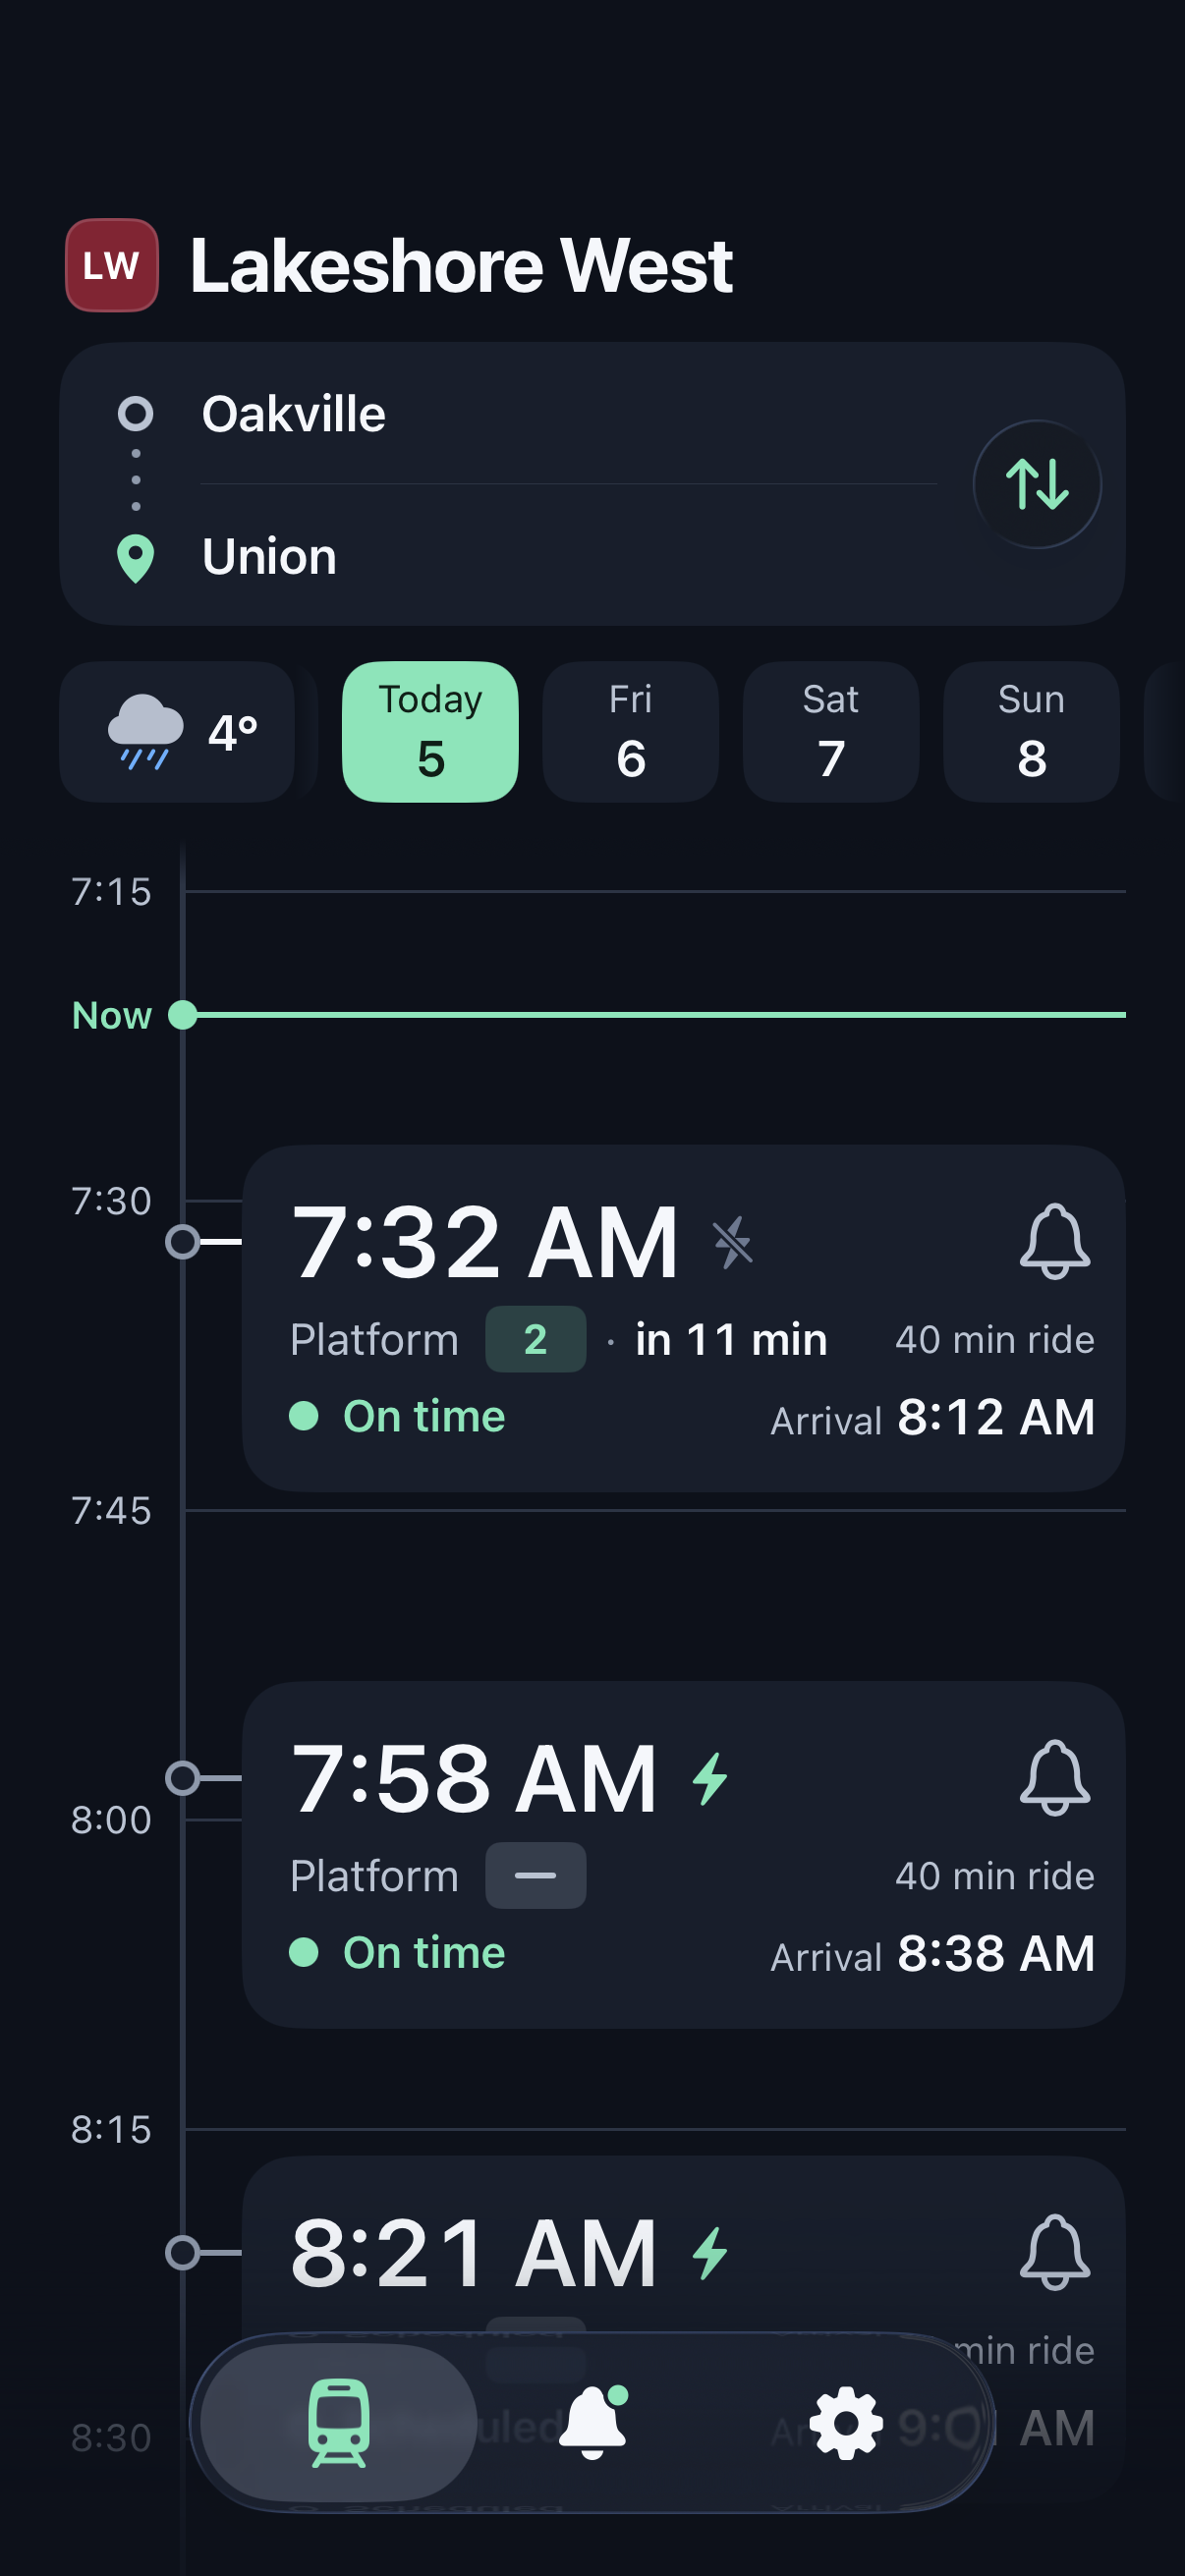 LW Lakeshore West
Oakville
Union
4°
Today 5
Fri 6
Sat 7
Sun 8
7:15
Now
7:30
7:32 AM
Platform 2 · in 11 min 40 min ride
On time Arrival 8:12 AM
7:45
7:58 AM
8:00
Platform — 40 min ride
On time Arrival 8:38 AM
8:15
8:21 AM
min ride
8:30 AM